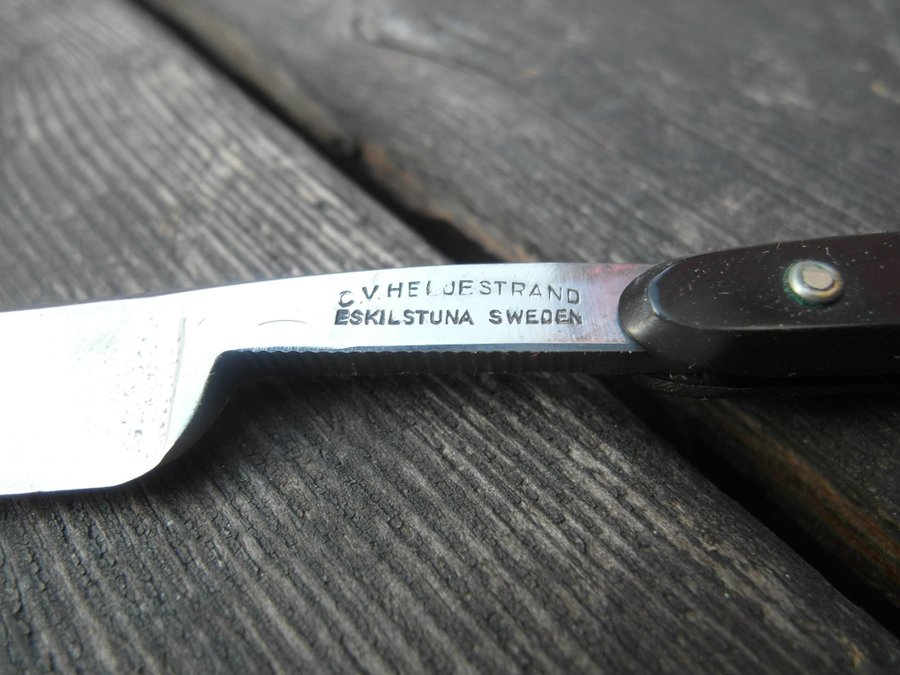 C.V. HELJESTRAND
ESKILSTUNA SWEDEN